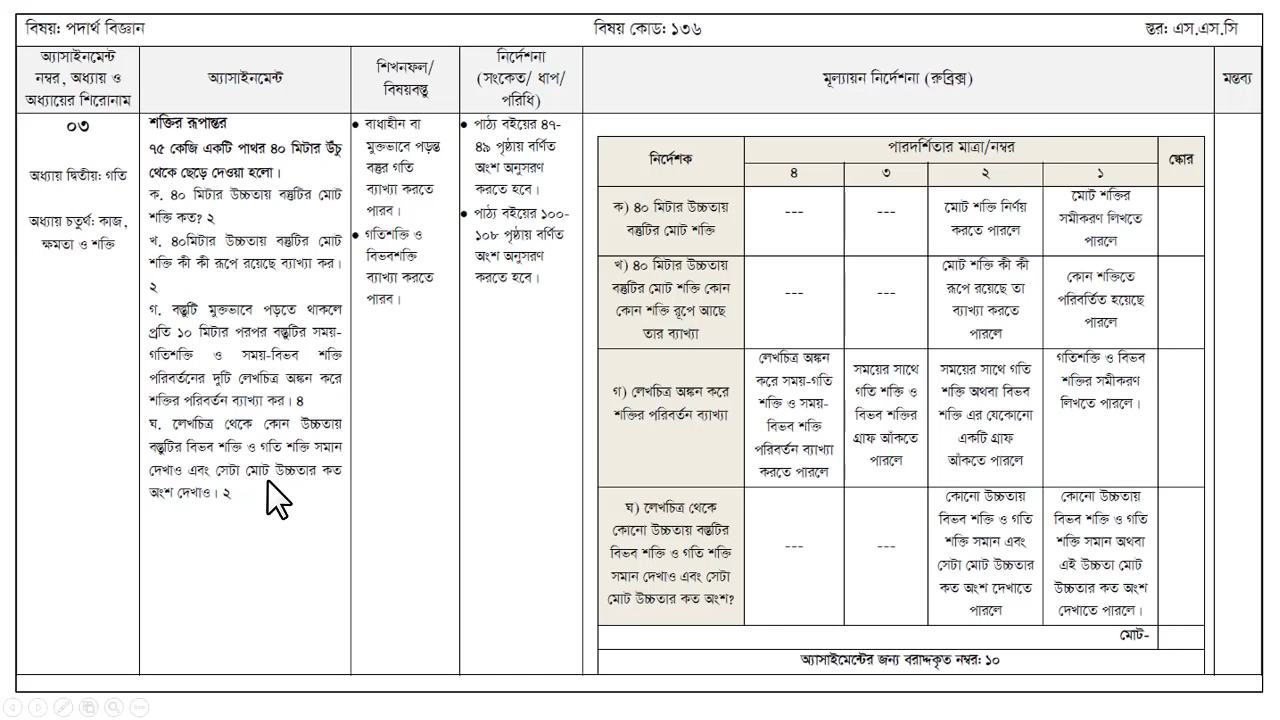 বিষয়: পদার্থ বিজ্ঞান
বিষয় কোড: ১৩৬
স্তর: এস.এস.সি
অ্যাসাইনমেন্ট
নম্বর, অধ্যায় ও
অধ্যায়ের শিরোনাম
অ্যাসাইনমেন্ট
শিখনফল/
বিষয়বস্তু
নির্দেশনা
(সংকেত/ ধাপ/
পরিধি)
মূল্যায়ন নির্দেশনা (রুব্রিক্স)
মন্তব্য
০৩
অধ্যায় দ্বিতীয়: গতি
অধ্যায় চতুর্থ: কাজ,
ক্ষমতা ও শক্তি
শক্তির রূপান্তর
৭৫ কেজি একটি পাথর ৪০ মিটার উঁচু
থেকে ছেড়ে দেওয়া হলো।
ক. ৪০ মিটার উচ্চতায় বস্তুটির মোট
শক্তি কত? ২
খ. ৪০মিটার উচ্চতায় বস্তুটির মোট
শক্তি কী কী রূপে রয়েছে ব্যাখ্যা কর।
২
গ. বস্তুটি মুক্তভাবে পড়তে থাকলে
প্রতি ১০ মিটার পরপর বস্তুটির সময়-
গতিশক্তি ও সময়-বিভব শক্তি
পরিবর্তনের দুটি লেখচিত্র অঙ্কন করে
শক্তির পরিবর্তন ব্যাখ্যা কর। ৪
ঘ. লেখচিত্র থেকে কোন উচ্চতায়
বস্তুটির বিভব শক্তি ও গতি শক্তি সমান
দেখাও এবং সেটা মোট উচ্চতার কত
অংশ দেখাও। ২
• বাধাহীন বা
মুক্তভাবে পড়ন্ত
বস্তুর গতি
ব্যাখ্যা করতে
পারব।
• গতিশক্তি ও
বিভবশক্তি
ব্যাখ্যা করতে
পারব।
• পাঠ্য বইয়ের ৪৭-
৪৯ পৃষ্ঠায় বর্ণিত
অংশ অনুসরণ
করতে হবে।
• পাঠ্য বইয়ের ১০০-
১০৮ পৃষ্ঠায় বর্ণিত
অংশ অনুসরণ
করতে হবে।
নির্দেশক
পারদর্শিতার মাত্রা/নম্বর
স্কোর
৪
৩
২
১
ক) ৪০ মিটার উচ্চতায়
বস্তুটির মোট শক্তি
---
---
মোট শক্তি নির্ণয়
করতে পারলে
মোট শক্তির
সমীকরণ লিখতে
পারলে
খ) ৪০ মিটার উচ্চতায়
বস্তুটির মোট শক্তি কোন
কোন শক্তি রূপে আছে
তার ব্যাখ্যা
---
---
মোট শক্তি কী কী
রূপে রয়েছে তা
ব্যাখ্যা করতে
পারলে
কোন শক্তিতে
পরিবর্তিত হয়েছে
পারলে
গ) লেখচিত্র অঙ্কন করে
শক্তির পরিবর্তন ব্যাখ্যা
লেখচিত্র অঙ্কন
করে সময়-গতি
শক্তি ও সময়-
বিভব শক্তি
পরিবর্তন ব্যাখ্যা
করতে পারলে
সময়ের সাথে
গতি শক্তি ও
বিভব শক্তির
গ্রাফ আঁকতে
পারলে
সময়ের সাথে গতি
শক্তি অথবা বিভব
শক্তি এর যেকোনো
একটি গ্রাফ
আঁকতে পারলে
গতিশক্তি ও বিভব
শক্তির সমীকরণ
লিখতে পারলে।
ঘ) লেখচিত্র থেকে
কোনো উচ্চতায় বস্তুটির
বিভব শক্তি ও গতি শক্তি
সমান দেখাও এবং সেটা
মোট উচ্চতার কত অংশ?
---
---
কোনো উচ্চতায়
বিভব শক্তি ও গতি
শক্তি সমান এবং
সেটা মোট উচ্চতার
কত অংশ দেখাতে
পারলে
কোনো উচ্চতায়
বিভব শক্তি ও গতি
শক্তি সমান অথবা
এই উচ্চতা মোট
উচ্চতার কত অংশ
দেখাতে পারলে।
মোট-
অ্যাসাইমেন্টের জন্য বরাদ্দকৃত নম্বর: ১০